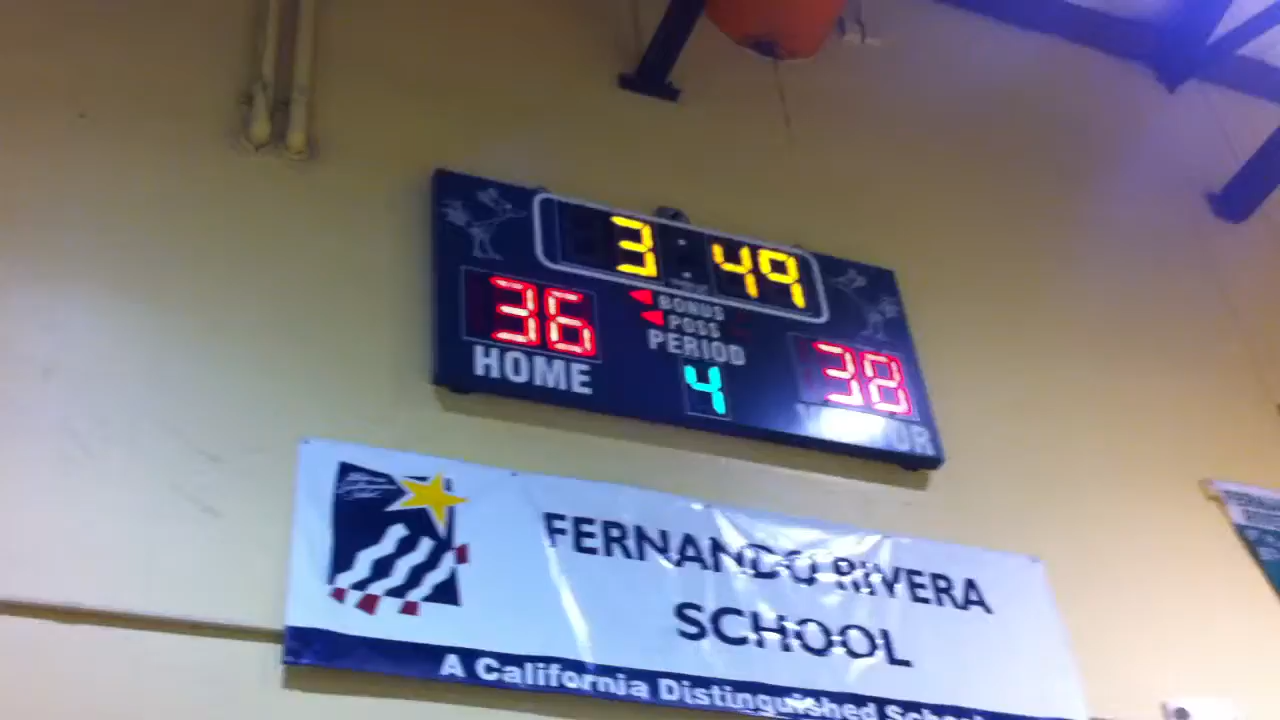 3:49
36 BONUS 38
POSS
HOME PERIOD
4
FERNANDO RIVERA
SCHOOL
A California Distinguished School